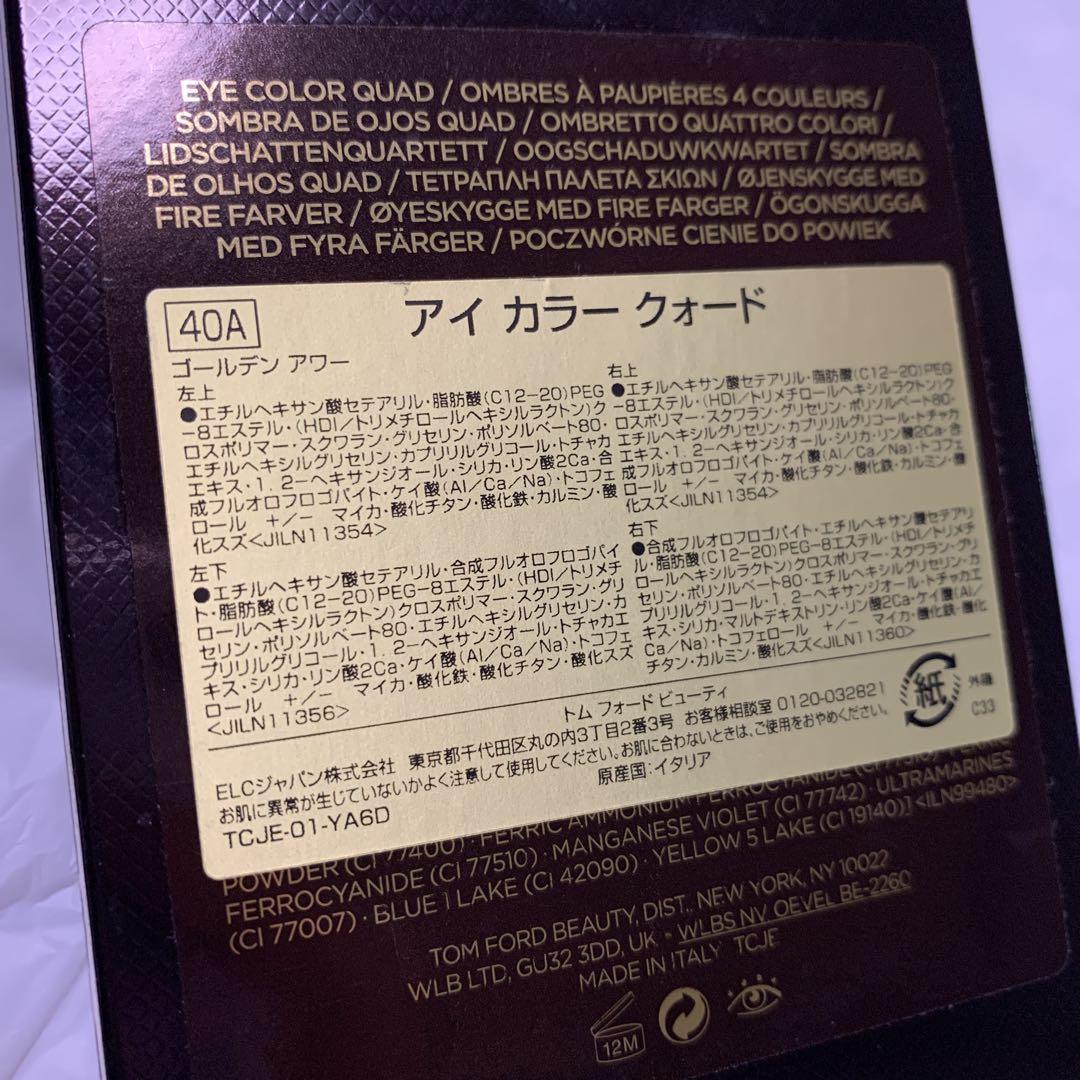 EYE COLOR QUAD / OMBRES À PAUPIÈRES 4 COULEURS /
SOMBRA DE OJOS QUAD / OMBRETTO QUATTRO COLORI /
LIDSCHATTENQUARTETT / OOGSCHADUWKWARTET / SOMBRA
DE OLHOS QUAD / ΤΕΤΡΑΠΛΗ ΠΑΛΕΤΑ ΣΚΙΩΝ / ØJENSKYGGE MED
FIRE FARVER / ØYESKYGGE MED FIRE FARGER / ÖGONSKUGGA
MED FYRA FÄRGER / POCZWÓRNE CIENIE DO POWIEK
40A
アイ カラー クォード
ゴールデン アワー
左上
●エチルヘキサン酸セテアリル・脂肪酸(C12-20)PEG
-8エステル・(HDI/トリメチロールヘキシルラクトン)ク
ロスポリマー・スクワラン・グリセリン・ポリソルベート80・
エチルヘキシルグリセリン・カプリリルグリコール・トチャカ
エキス・1，2-ヘキサンジオール・シリカ・リン酸2Ca・合
成フルオロフロゴパイト・ケイ酸(Al/Ca/Na)・トコフェ
ロール +/- マイカ・酸化チタン・酸化鉄・カルミン・酸
化スズ<JILN11354>
右上
●エチルヘキサン酸セテアリル・脂肪酸(C12-20)PEG
-8エステル・(HDI/トリメチロールヘキシルラクトン)ク
ロスポリマー・スクワラン・グリセリン・ポリソルベート80・
エチルヘキシルグリセリン・カプリリルグリコール・トチャカ
エキス・1，2-ヘキサンジオール・シリカ・リン酸2Ca・合
成フルオロフロゴパイト・ケイ酸(Al/Ca/Na)・トコフェ
ロール +/- マイカ・酸化チタン・酸化鉄・カルミン・酸
化スズ<JILN11354>
左下
●エチルヘキサン酸セテアリル・合成フルオロフロゴパイ
ト・脂肪酸(C12-20)PEG-8エステル・(HDI/トリメチ
ロールヘキシルラクトン)クロスポリマー・スクワラン・グリ
セリン・ポリソルベート80・エチルヘキシルグリセリン・カ
プリリルグリコール・1，2-ヘキサンジオール・トチャカエ
キス・シリカ・リン酸2Ca・ケイ酸(Al/Ca/Na)・トコフェ
ロール +/- マイカ・酸化鉄・酸化チタン・酸化スズ
<JILN11356>
右下
●合成フルオロフロゴパイト・エチルヘキサン酸セテアリ
ル・脂肪酸(C12-20)PEG-8エステル・(HDI/トリメチ
ロールヘキシルラクトン)クロスポリマー・スクワラン・グリ
セリン・ポリソルベート80・エチルヘキシルグリセリン・カ
プリリルグリコール・1，2-ヘキサンジオール・トチャカエ
キス・シリカ・マルトデキストリン・リン酸2Ca・ケイ酸(Al/
Ca/Na)・トコフェロール +/- マイカ・酸化鉄・酸化
チタン・カルミン・酸化スズ<JILN11360>
トム フォード ビューティ
ELCジャパン株式会社 東京都千代田区丸の内3丁目2番3号 お客様相談室 0120-032821
お肌に異常が生じていないかよく注意して使用してください。お肌に合わないときは、ご使用をおやめください。
原産国：イタリア
TCJE-01-YA6D
紙
外箱
C33
POWDER (CI 77400) · FERRIC AMMONIUM FERROCYANIDE (CI 77510) · FERRIC
FERROCYANIDE (CI 77510) · MANGANESE VIOLET (CI 77742) · ULTRAMARINES
(CI 77007) · BLUE 1 LAKE (CI 42090) · YELLOW 5 LAKE (CI 19140)] <ILN99480>
TOM FORD BEAUTY, DIST., NEW YORK, NY 10022
WLB LTD, GU32 3DD, UK · WLBS NV OEVEL BE-2260
MADE IN ITALY TCJE
12M